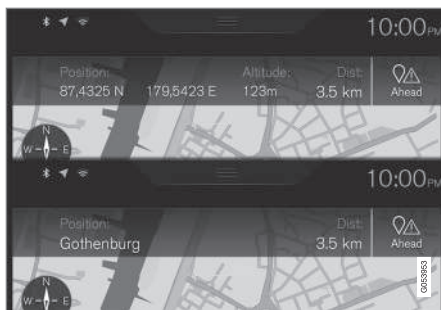 10:00PM
Position: Altitude: Dist:
87,4325 N 179,5423 E 123m 3.5 km Ahead
N
W E
10:00PM
Position: Dist:
Gothenburg 3.5 km Ahead
N
W E
G053953